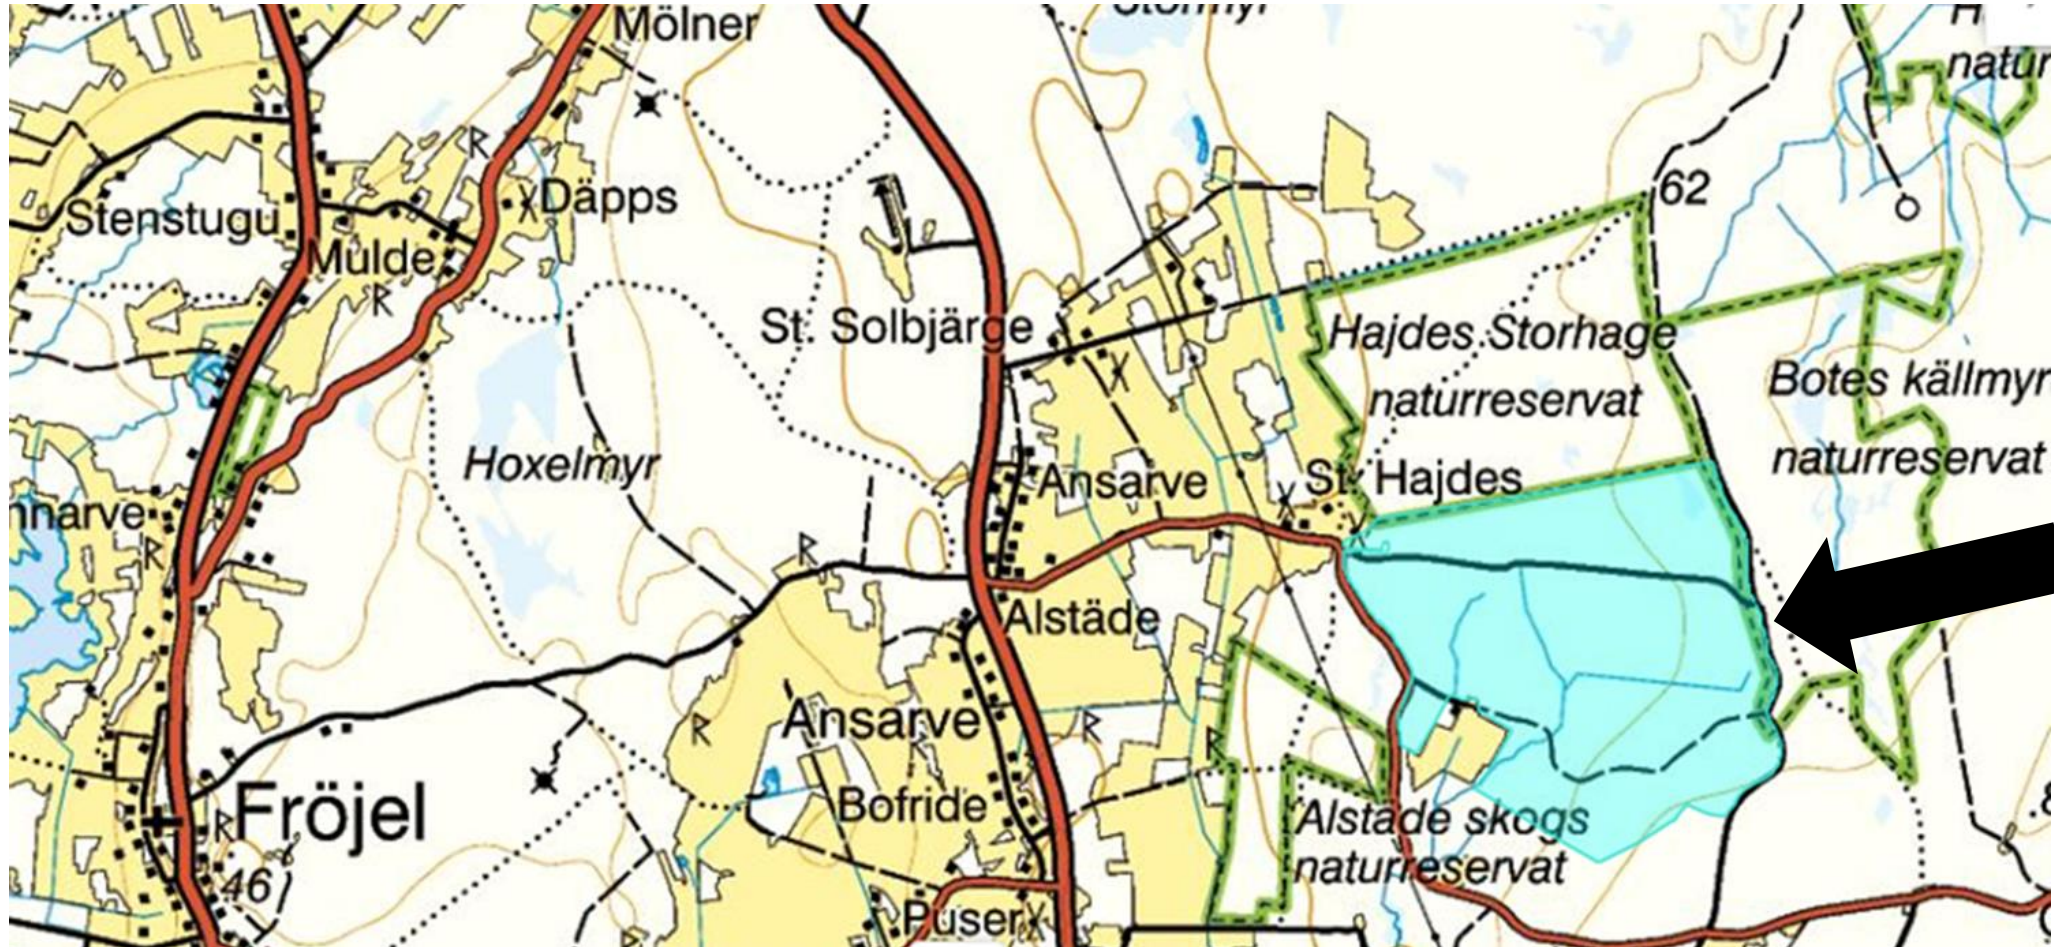 Mölner
natur
62
Däpps
Stenstugu
Mulde
R
R
St. Solbjärge
Hajdes Storhage
naturreservat
Botes källmyr
naturreservat
Hoxelmyr
Ansarve
St. Hajdes
R
R
Alstäde
Ansarve
R
R
R
R
Bofride
Fröjel
R
Alstäde skogs
naturreservat
46
Puser